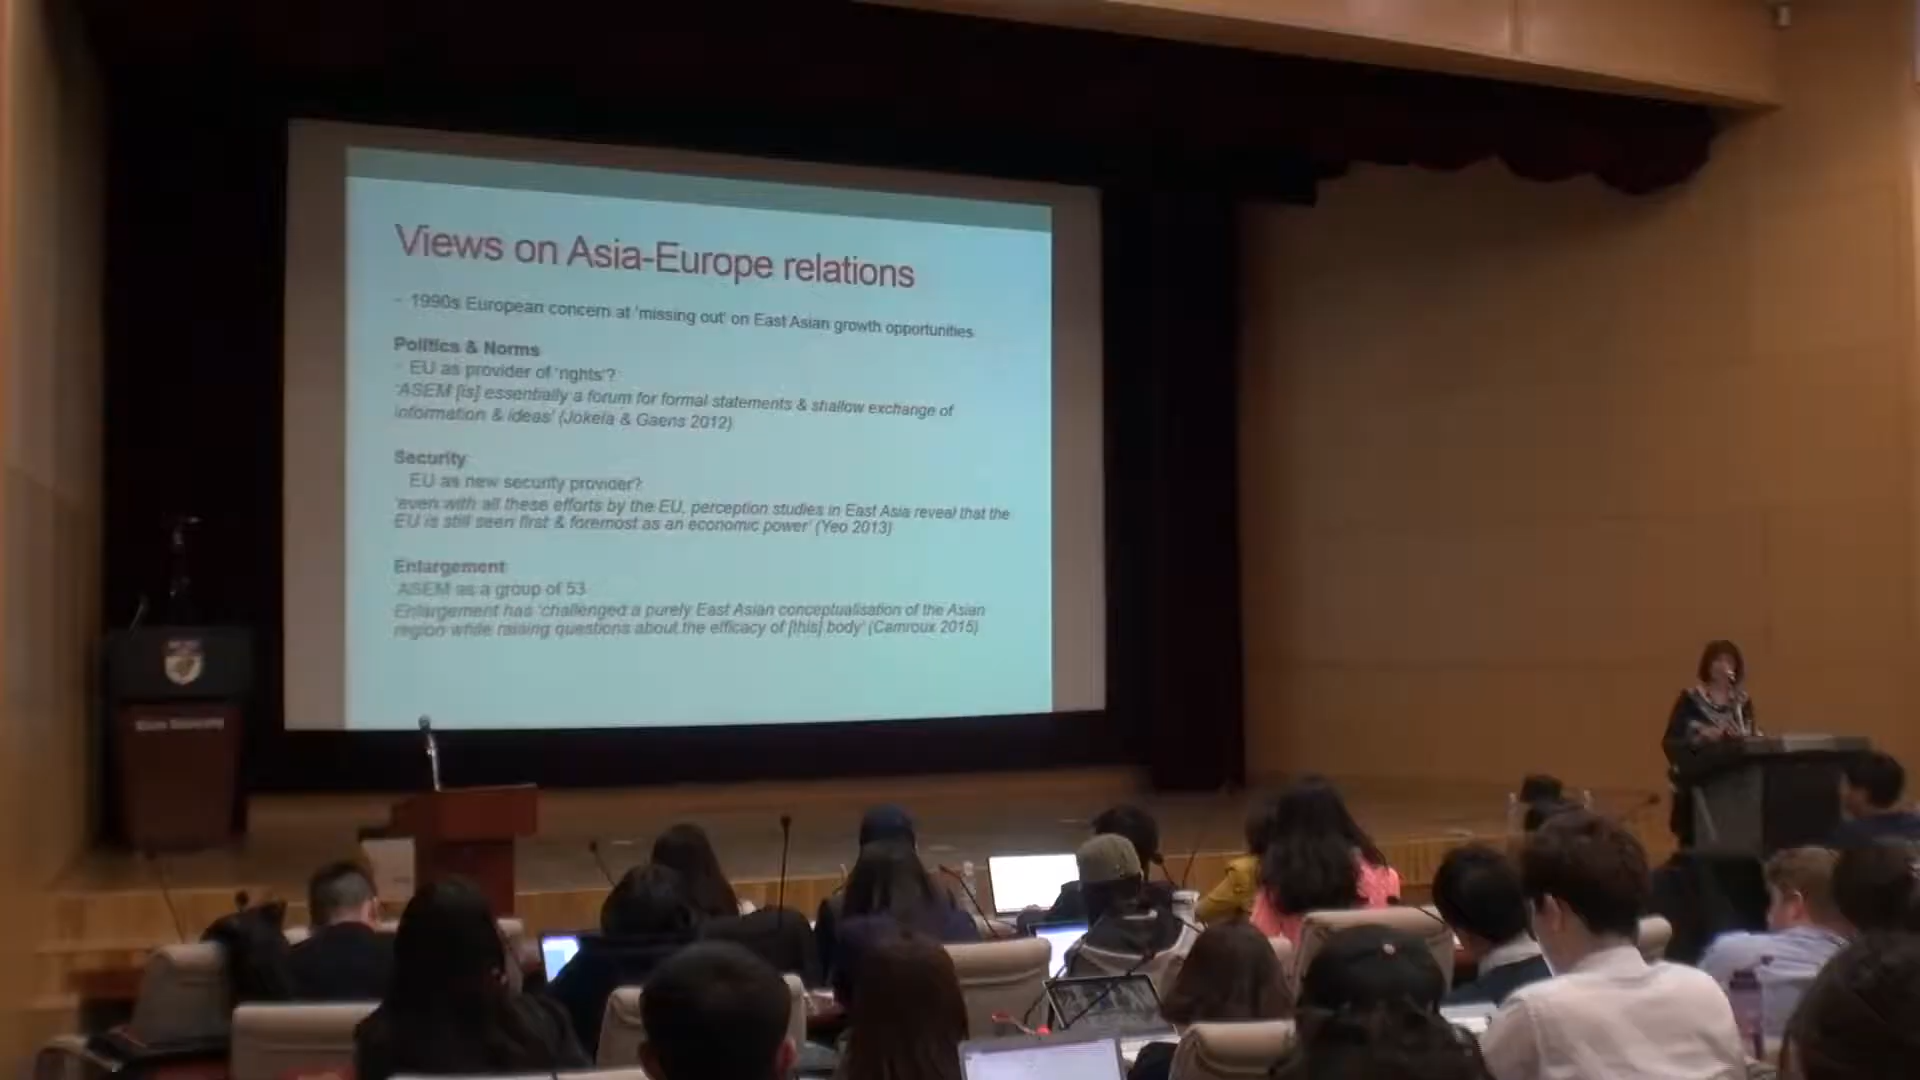 Views on Asia-Europe relations
- 1990s European concern at 'missing out' on East Asian growth opportunities
Politics & Norms
EU as provider of 'rights'?
'ASEM [is] essentially a forum for formal statements & shallow exchange of
information & ideas' (Jokela & Gaens 2012)
Security
EU as new security provider?
'even with all these efforts by the EU, perception studies in East Asia reveal that the
EU is still seen first & foremost as an economic power' (Yeo 2013)
Enlargement
ASEM as a group of 53
Enlargement has 'challenged a purely East Asian conceptualisation of the Asian
region while raising questions about the efficacy of [this] body' (Camroux 2015)
University